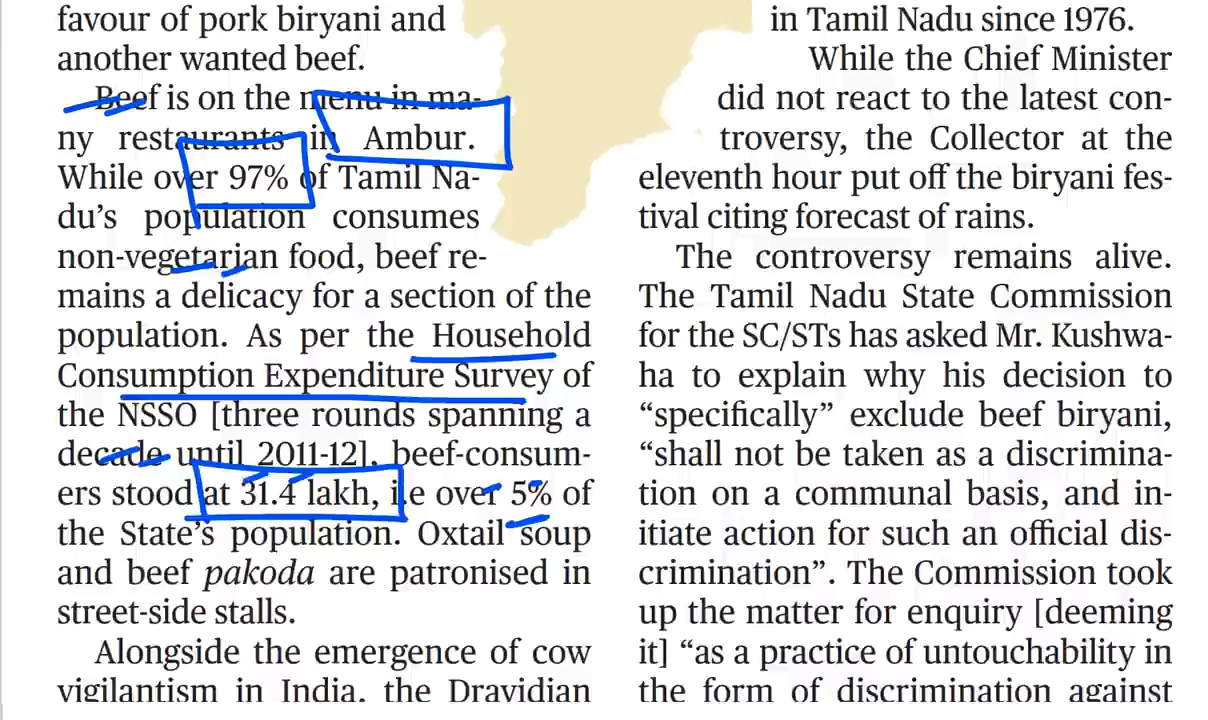 favour of pork biryani and
another wanted beef.
Beef is on the menu in ma-
ny restaurants in Ambur.
While over 97% of Tamil Na-
du's population consumes
non-vegetarian food, beef re-
mains a delicacy for a section of the
population. As per the Household
Consumption Expenditure Survey of
the NSSO [three rounds spanning a
decade until 2011-12], beef-consum-
ers stood at 31.4 lakh, i.e over 5% of
the State's population. Oxtail soup
and beef pakoda are patronised in
street-side stalls.
Alongside the emergence of cow
vigilantism in India, the Dravidian
in Tamil Nadu since 1976.
While the Chief Minister
did not react to the latest con-
troversy, the Collector at the
eleventh hour put off the biryani fes-
tival citing forecast of rains.
The controversy remains alive.
The Tamil Nadu State Commission
for the SC/STs has asked Mr. Kushwa-
ha to explain why his decision to
“specifically” exclude beef biryani,
“shall not be taken as a discrimina-
tion on a communal basis, and in-
itiate action for such an official dis-
crimination”. The Commission took
up the matter for enquiry [deeming
it] “as a practice of untouchability in
the form of discrimination against